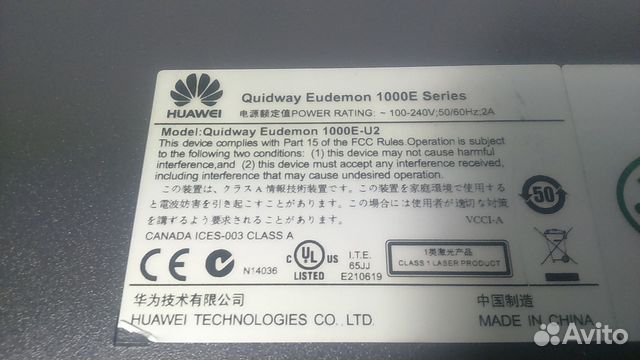 HUAWEI
Quidway Eudemon 1000E Series
电源额定值POWER RATING: ~ 100-240V;50/60Hz;2A
Model:Quidway Eudemon 1000E-U2
This device complies with Part 15 of the FCC Rules.Operation is subject
to the following two conditions: (1) this device may not cause harmful
interference,and (2) this device must accept any interference received,
including interference that may cause undesired operation.
この装置は、クラスA情報技術装置です。この装置を家庭環境で使用する
と電波妨害を引き起こすことがあります。この場合には使用者が適切な対策
を講ずるよう要求されることがあります。
VCCI-A
50
CANADA ICES-003 CLASS A
CE
N14036
C UL US
LISTED
I.T.E.
65JJ
E210619
1类激光产品
CLASS 1 LASER PRODUCT
华为技术有限公司
中国制造
HUAWEI TECHNOLOGIES CO.,LTD.
MADE IN CHINA
Avito